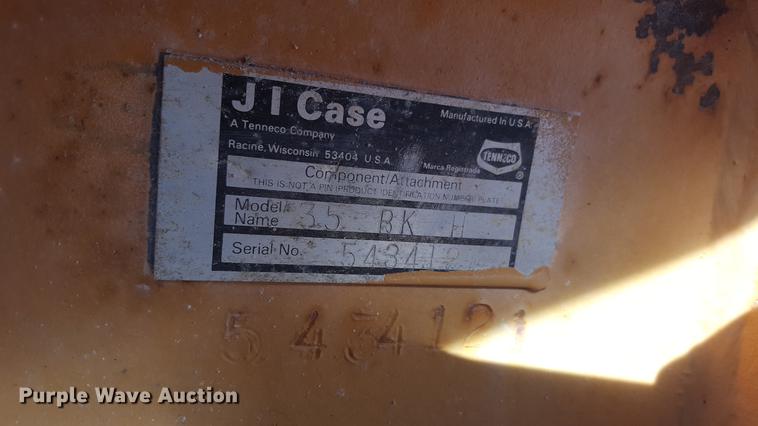 J I Case
Manufactured In U.S.A.
A Tenneco Company
Racine, Wisconsin 53404 U.S.A.
TENNECO
®
Marca Registrada
Component/Attachment
THIS IS NOT A PIN (PRODUCT IDENTIFICATION NUMBER) PLATE
Model/
Name 35 BK H
Serial No.
5434121
Purple Wave Auction